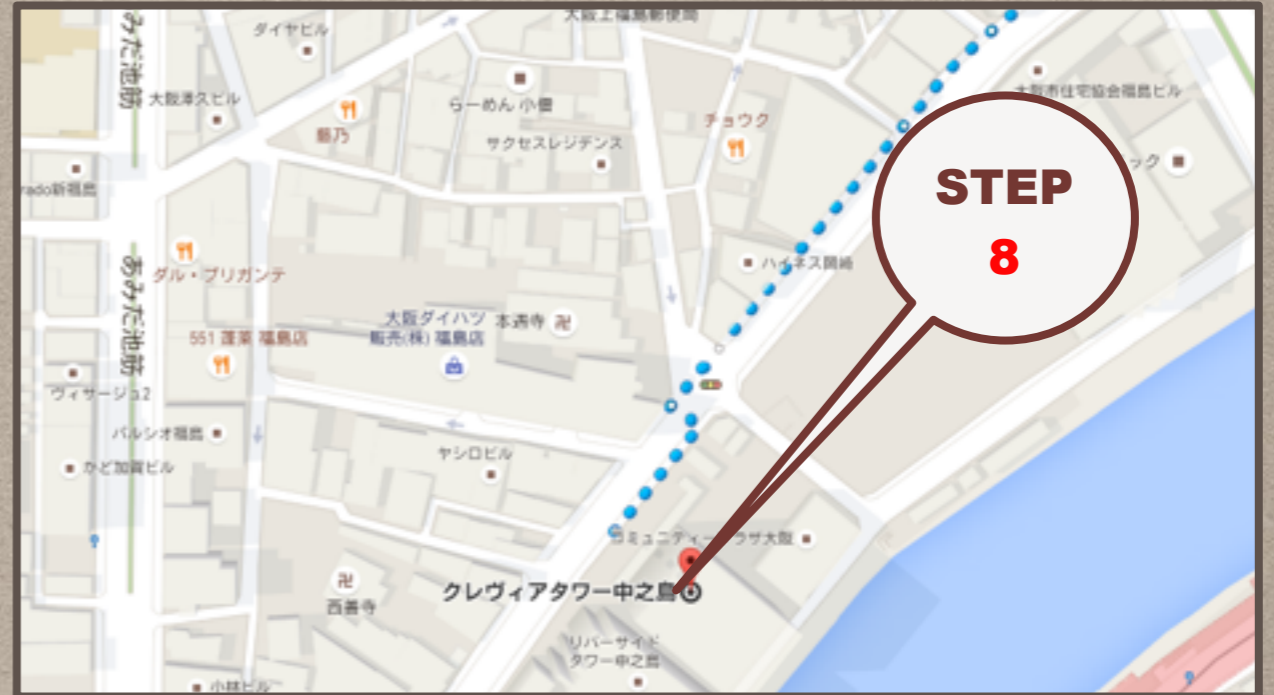 大阪上福島郵便局
ダイヤビル
あみだ池筋
大阪澤久ビル
らーめん 小僧
チョウク
大阪市住宅協会福島ビル
サクセスレジデンス
STEP
8
ック
rado新福島
ダル・ブリガンテ
ハイネス岡崎
あみだ池筋
551 蓬莱 福島店
大阪ダイハツ
販売(株) 福島店
本遇寺
ヴィサージュ2
パルシオ福島
かど加賀ビル
ヤシロビル
コミュニティー
ラザ大阪
クレヴィアタワー中之島
西善寺
リバーサイド
タワー中之島
小林ビル